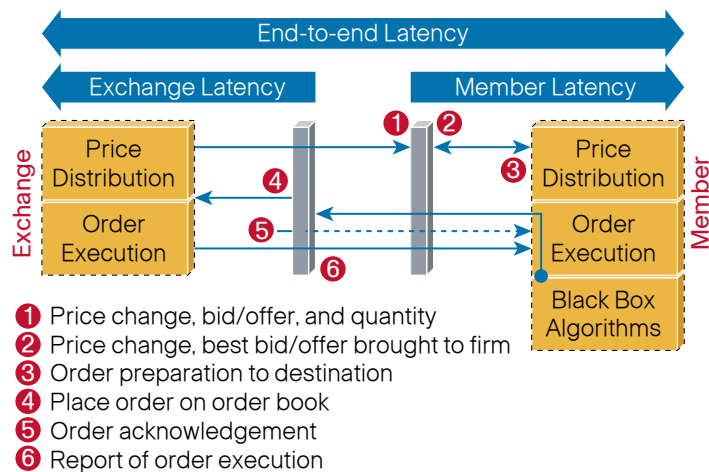 End-to-end Latency
Exchange Latency
Member Latency
1
2
Exchange
Price
Distribution
3
Price
Distribution
Member
4
Order
Execution
5
6
Order
Execution
Black Box
Algorithms
1 Price change, bid/offer, and quantity
2 Price change, best bid/offer brought to firm
3 Order preparation to destination
4 Place order on order book
5 Order acknowledgement
6 Report of order execution